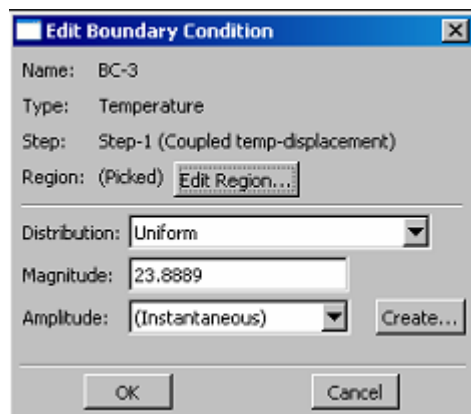 Edit Boundary Condition
Name: BC-3
Type: Temperature
Step: Step-1 (Coupled temp-displacement)
Region: (Picked) Edit Region...
Distribution: Uniform
Magnitude: 23.8889
Amplitude: (Instantaneous) Create...
OK Cancel